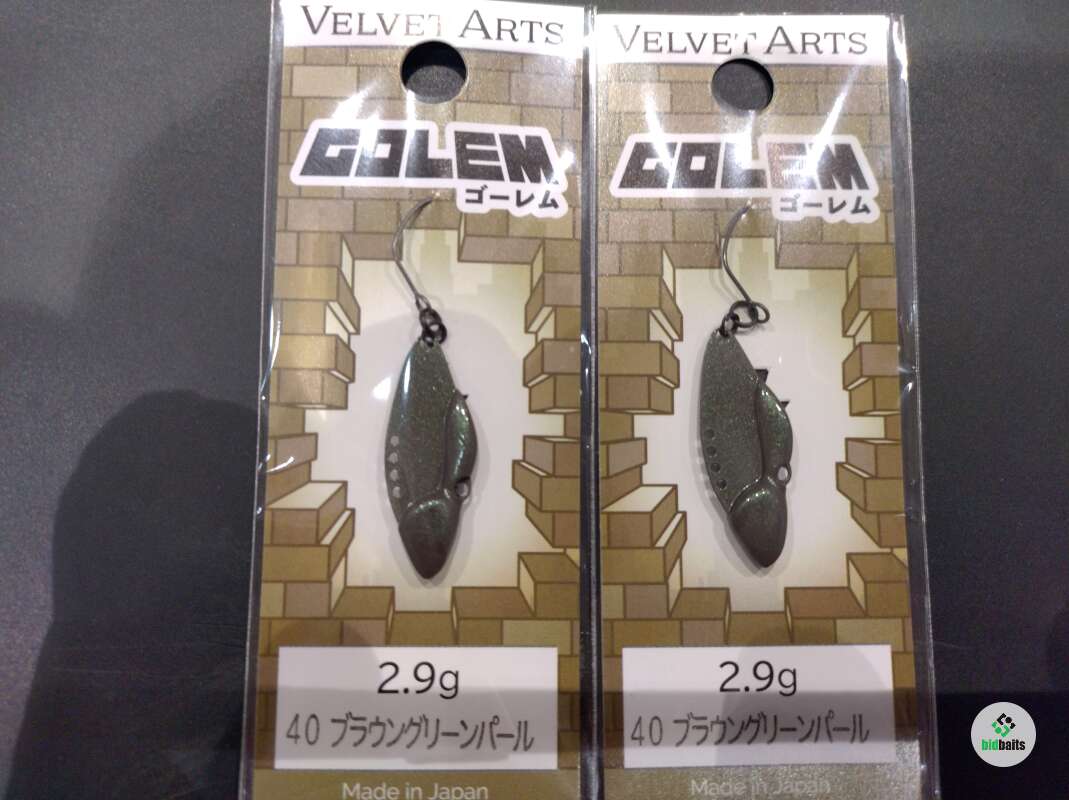 VELVET ARTS
GOLEM
ゴーレム
2.9g
40 ブラウングリーンパール
Made in Japan
VELVET ARTS
GOLEM
ゴーレム
2.9g
40 ブラウングリーンパール
Made in Japan
bidbaits